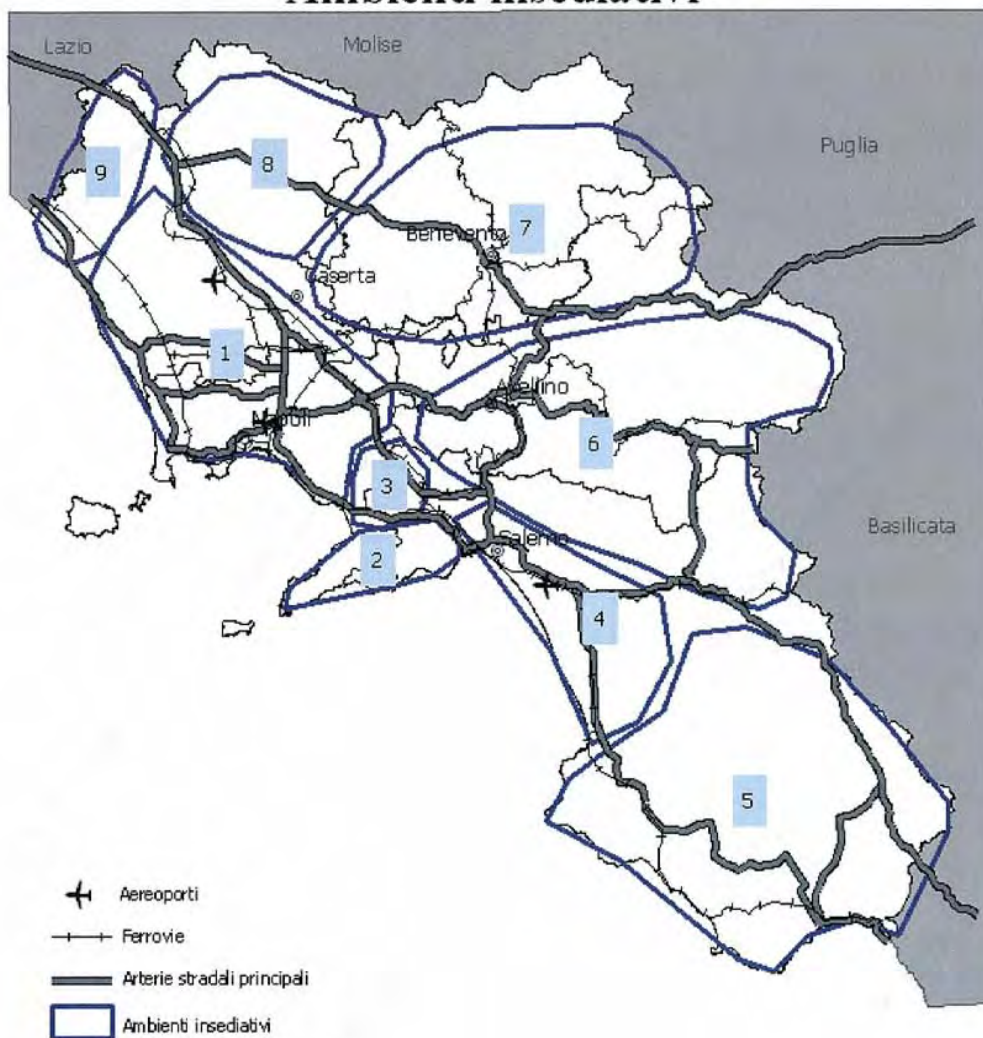 Ambienti insediativi
Lazio
Molise
Puglia
8
9
7
Benevento
Caserta
1
Avellino
Napoli
6
3
Basilicata
Salerno
2
4
5
Aereoporti
Ferrovie
Arterie stradali principali
Ambienti insediativi